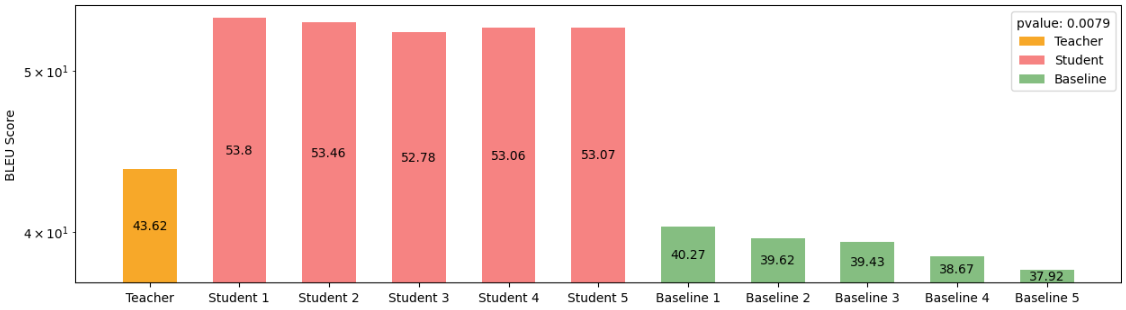 pvalue: 0.0079
Teacher
Student
Baseline
BLEU Score
5 × 10¹
4 × 10¹
43.62
53.8
53.46
52.78
53.06
53.07
40.27
39.62
39.43
38.67
37.92
Teacher
Student 1
Student 2
Student 3
Student 4
Student 5
Baseline 1
Baseline 2
Baseline 3
Baseline 4
Baseline 5